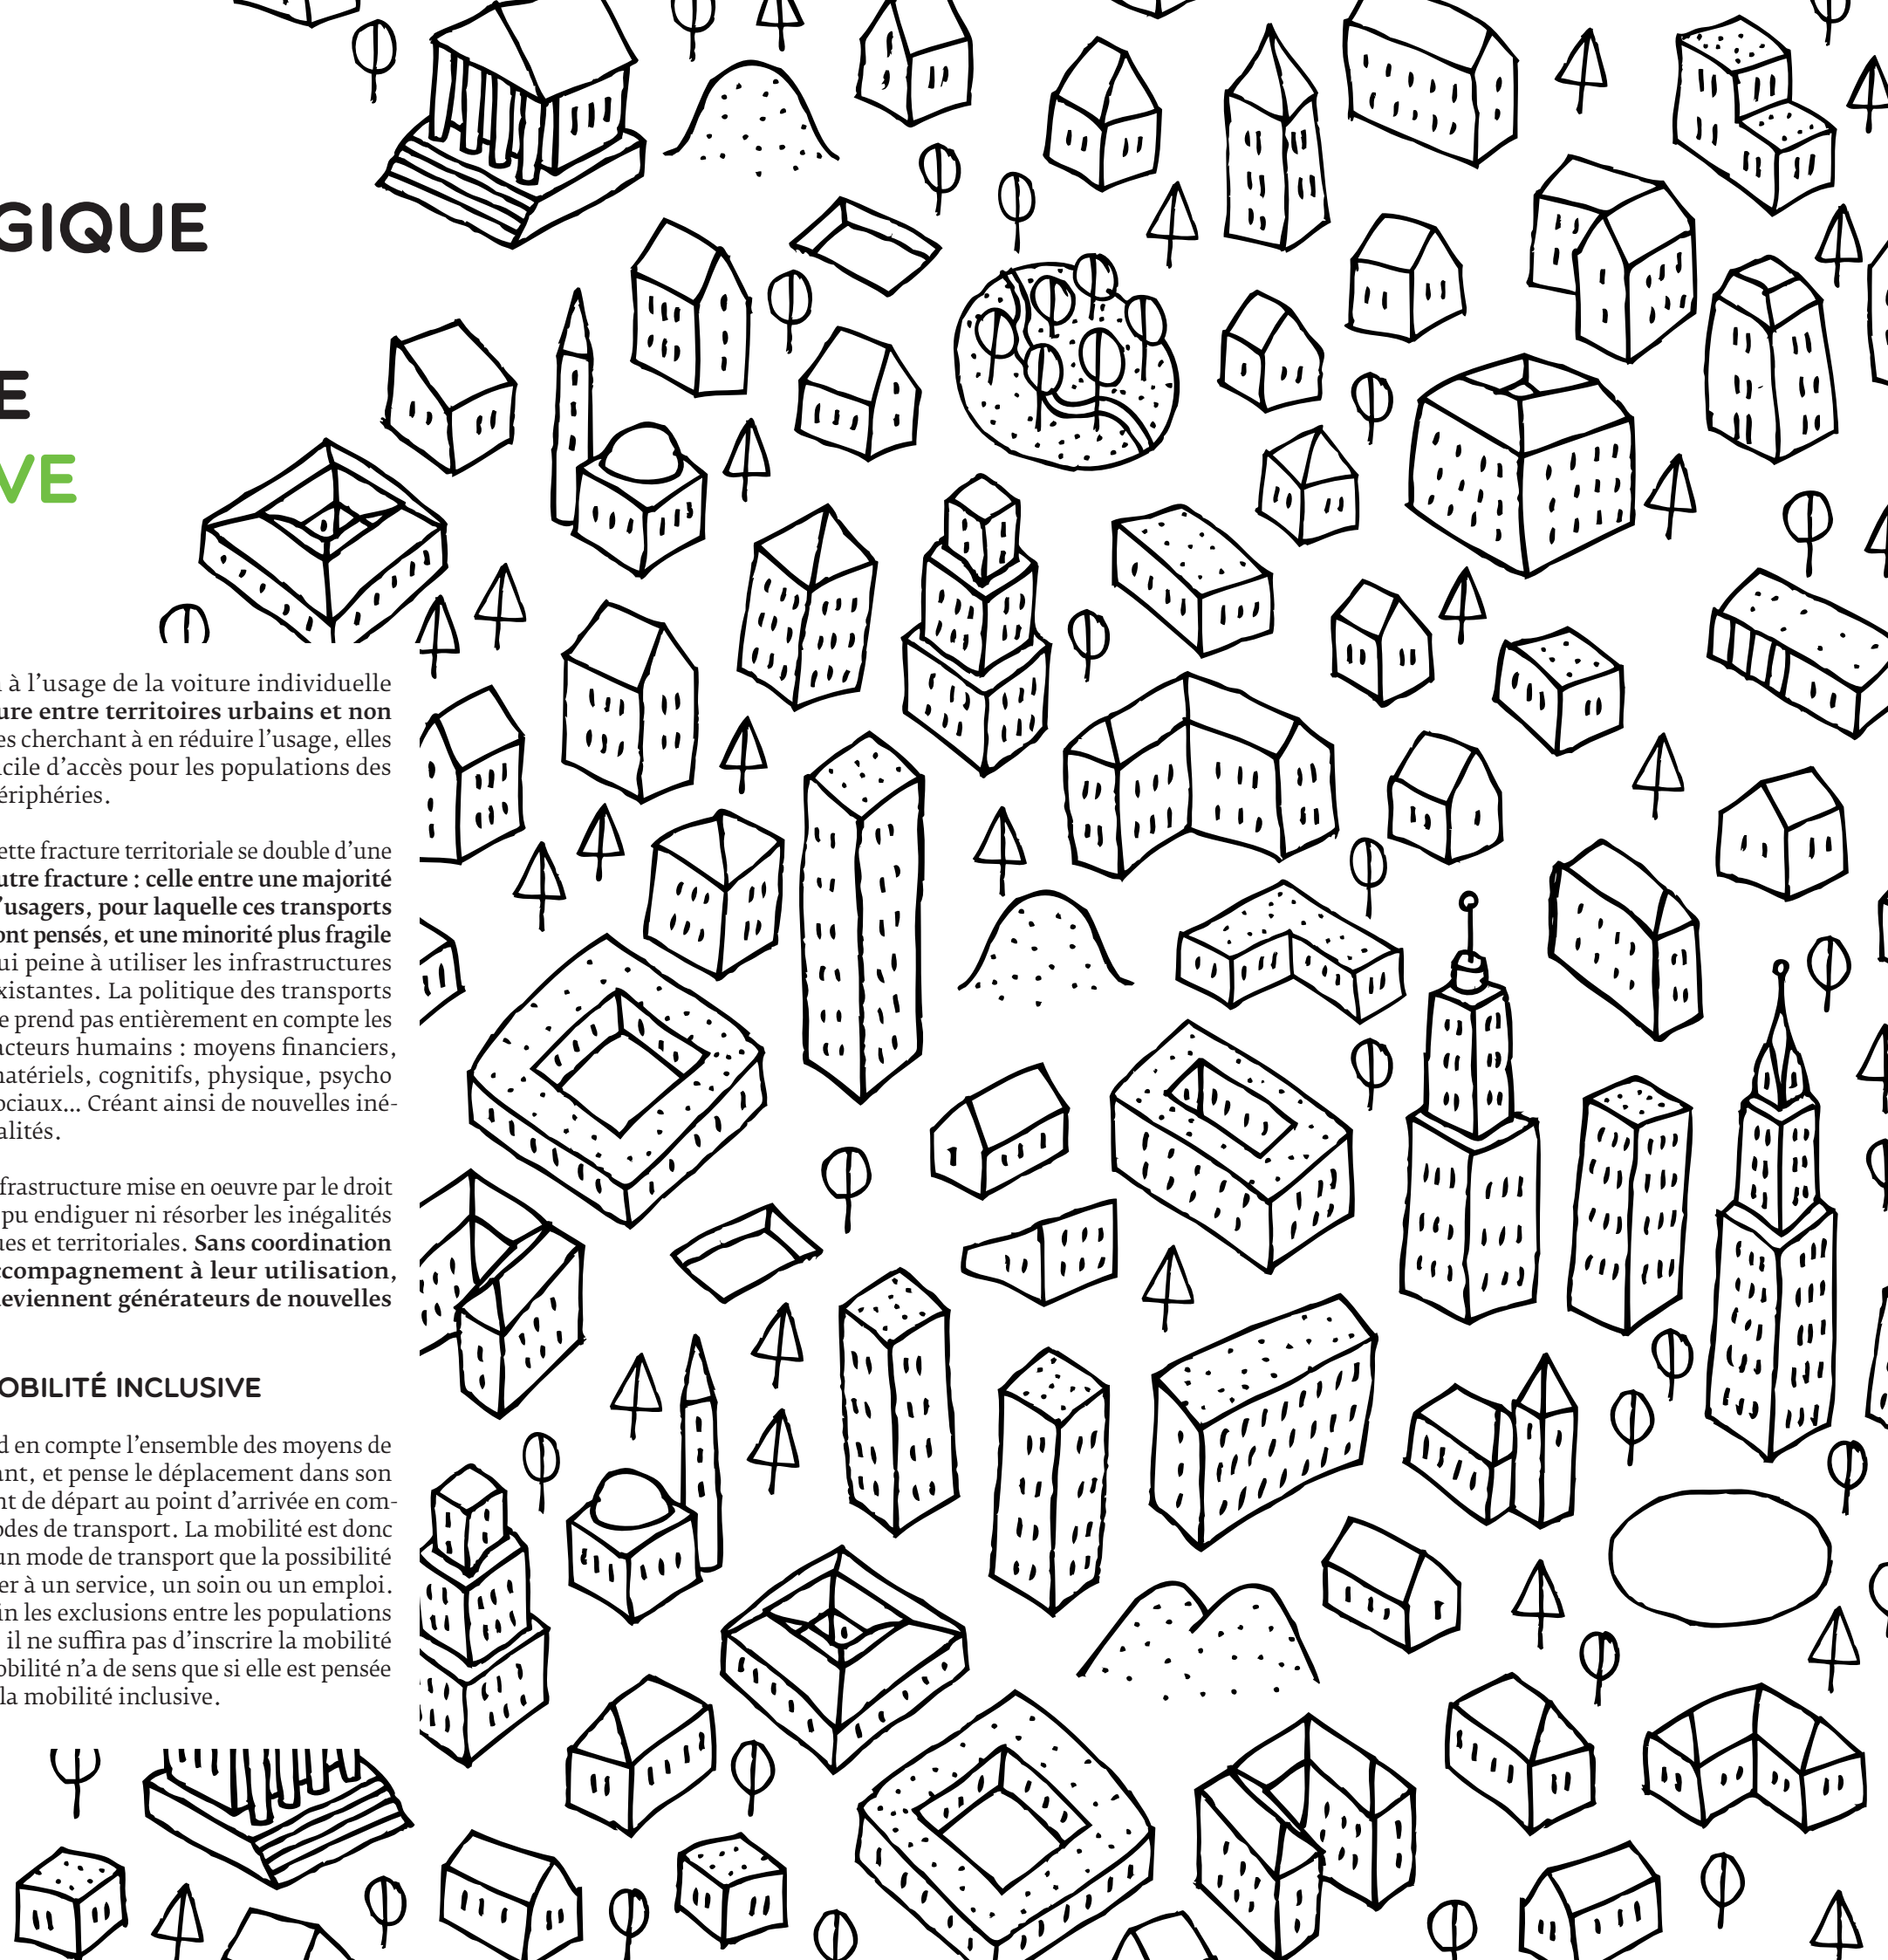 GIQUE
E
VE
à l’usage de la voiture individuelle
ure entre territoires urbains et non
es cherchant à en réduire l’usage, elles
icile d’accès pour les populations des
ériphéries.
ette fracture territoriale se double d’une
utre fracture : celle entre une majorité
’usagers, pour laquelle ces transports
ont pensés, et une minorité plus fragile
ui peine à utiliser les infrastructures
xistantes. La politique des transports
e prend pas entièrement en compte les
acteurs humains : moyens financiers,
matériels, cognitifs, physique, psycho
ociaux... Créant ainsi de nouvelles iné-
alités.
frastructure mise en oeuvre par le droit
pu endiguer ni résorber les inégalités
ues et territoriales. Sans coordination
ccompagnement à leur utilisation,
deviennent générateurs de nouvelles
OBILITÉ INCLUSIVE
d en compte l’ensemble des moyens de
ant, et pense le déplacement dans son
nt de départ au point d’arrivée en com-
odes de transport. La mobilité est donc
un mode de transport que la possibilité
er à un service, un soin ou un emploi.
in les exclusions entre les populations
il ne suffira pas d’inscrire la mobilité
obilité n’a de sens que si elle est pensée
la mobilité inclusive.